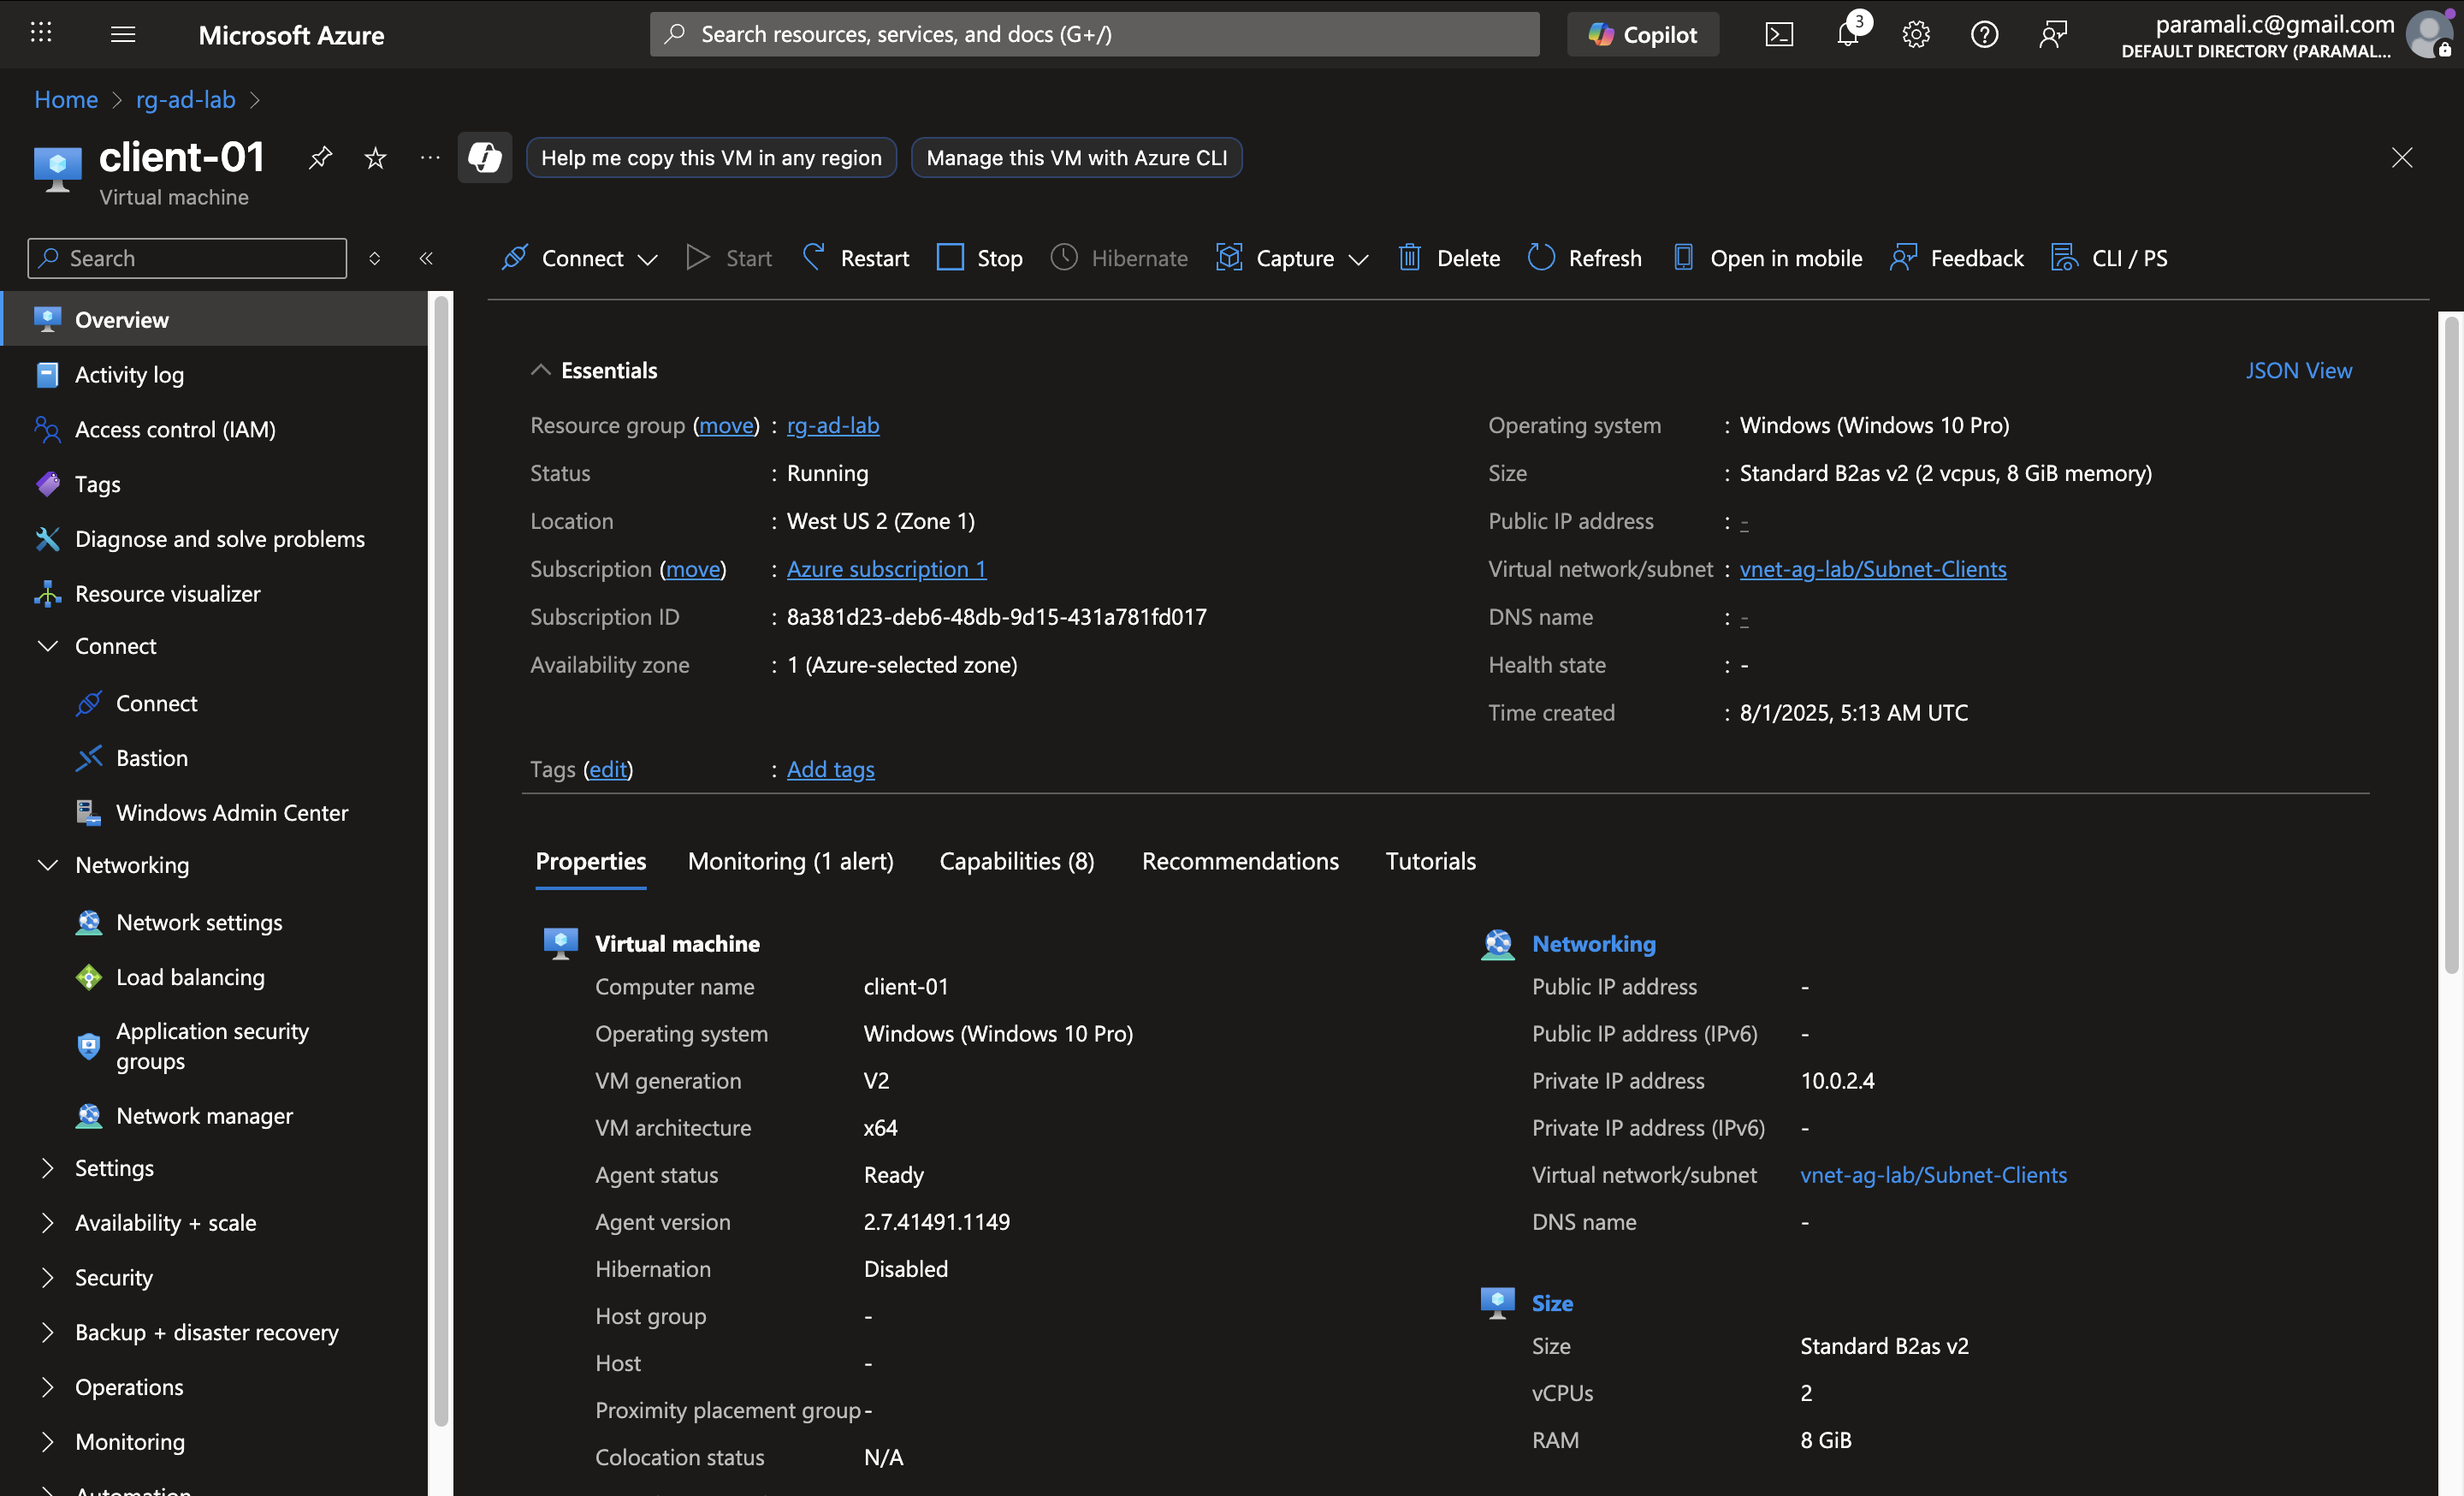 Microsoft Azure
Search resources, services, and docs (G+/)
Copilot
3
paramali.c@gmail.com
DEFAULT DIRECTORY (PARAMAL...
Home > rg-ad-lab >
client-01
Virtual machine
Help me copy this VM in any region
Manage this VM with Azure CLI
Search
Connect
Start
Restart
Stop
Hibernate
Capture
Delete
Refresh
Open in mobile
Feedback
CLI / PS
Overview
Activity log
Access control (IAM)
Tags
Diagnose and solve problems
Resource visualizer
Connect
Connect
Bastion
Windows Admin Center
Networking
Network settings
Load balancing
Application security
groups
Network manager
Settings
Availability + scale
Security
Backup + disaster recovery
Operations
Monitoring
Automation
Essentials
JSON View
Resource group (move) : rg-ad-lab
Status : Running
Location : West US 2 (Zone 1)
Subscription (move) : Azure subscription 1
Subscription ID : 8a381d23-deb6-48db-9d15-431a781fd017
Availability zone : 1 (Azure-selected zone)
Operating system : Windows (Windows 10 Pro)
Size : Standard B2as v2 (2 vcpus, 8 GiB memory)
Public IP address : -
Virtual network/subnet : vnet-ag-lab/Subnet-Clients
DNS name : -
Health state : -
Time created : 8/1/2025, 5:13 AM UTC
Tags (edit) : Add tags
Properties
Monitoring (1 alert)
Capabilities (8)
Recommendations
Tutorials
Virtual machine
Computer name client-01
Operating system Windows (Windows 10 Pro)
VM generation V2
VM architecture x64
Agent status Ready
Agent version 2.7.41491.1149
Hibernation Disabled
Host group -
Host -
Proximity placement group -
Colocation status N/A
Networking
Public IP address -
Public IP address (IPv6) -
Private IP address 10.0.2.4
Private IP address (IPv6) -
Virtual network/subnet vnet-ag-lab/Subnet-Clients
DNS name -
Size
Size Standard B2as v2
vCPUs 2
RAM 8 GiB